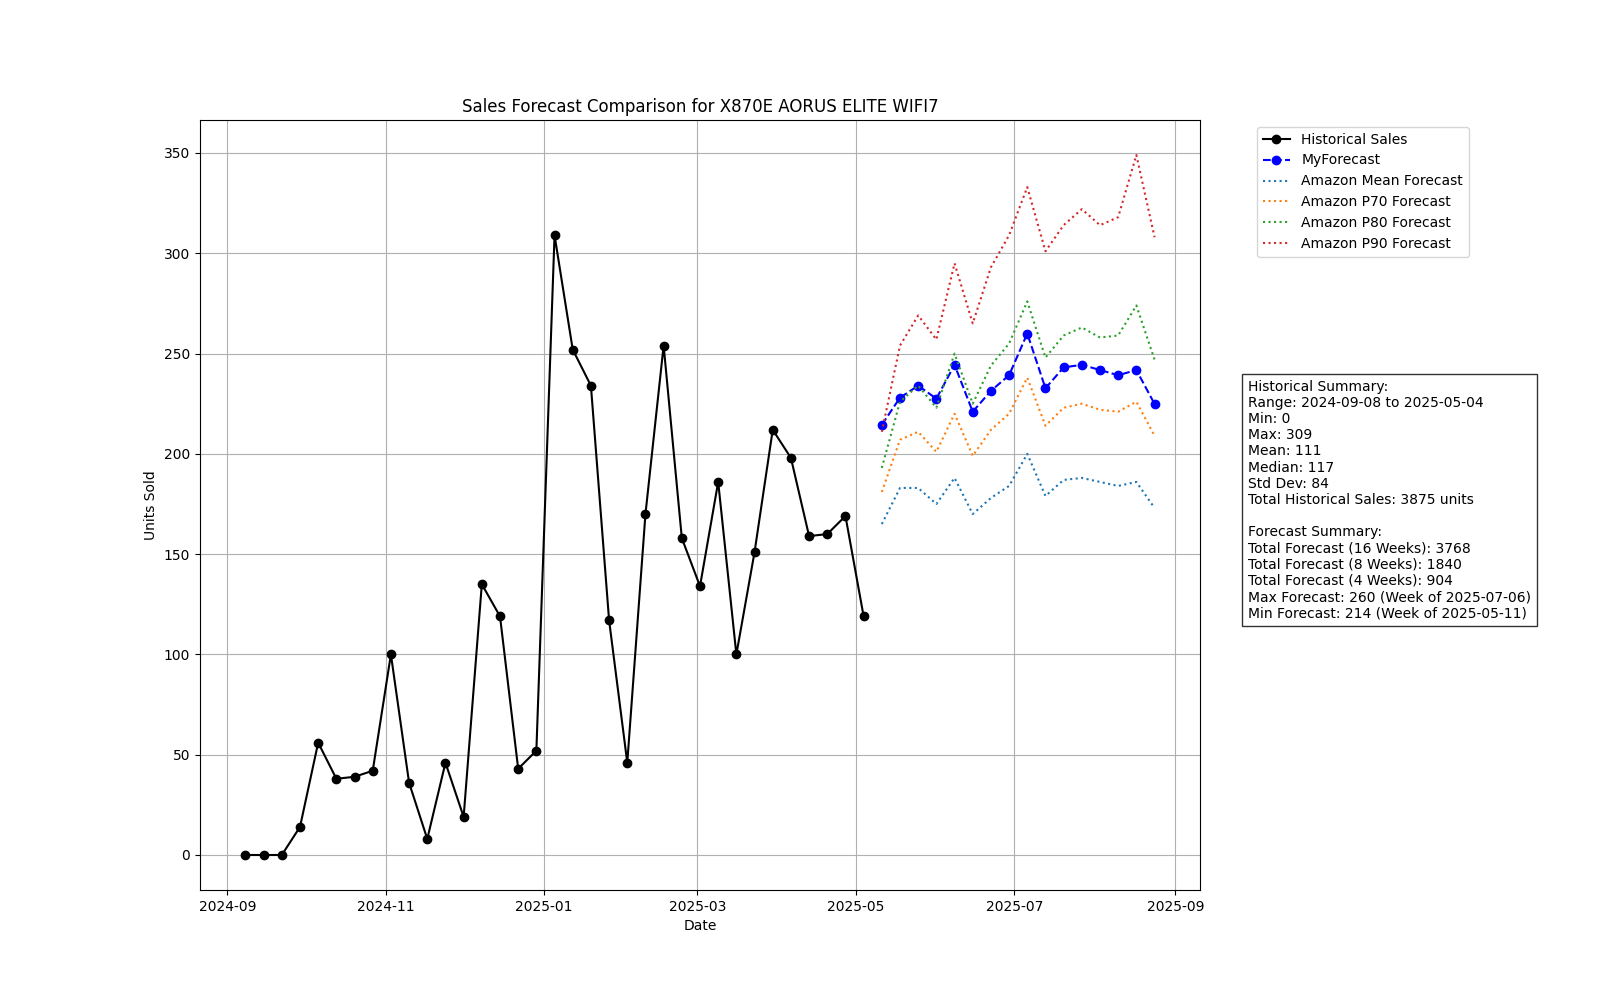 Sales Forecast Comparison for X870E AORUS ELITE WIFI7
350
300
250
200
150
100
50
0
Units Sold
2024-09
2024-11
2025-01
2025-03
2025-05
2025-07
2025-09
Date
Historical Sales
MyForecast
Amazon Mean Forecast
Amazon P70 Forecast
Amazon P80 Forecast
Amazon P90 Forecast
Historical Summary:
Range: 2024-09-08 to 2025-05-04
Min: 0
Max: 309
Mean: 111
Median: 117
Std Dev: 84
Total Historical Sales: 3875 units
Forecast Summary:
Total Forecast (16 Weeks): 3768
Total Forecast (8 Weeks): 1840
Total Forecast (4 Weeks): 904
Max Forecast: 260 (Week of 2025-07-06)
Min Forecast: 214 (Week of 2025-05-11)